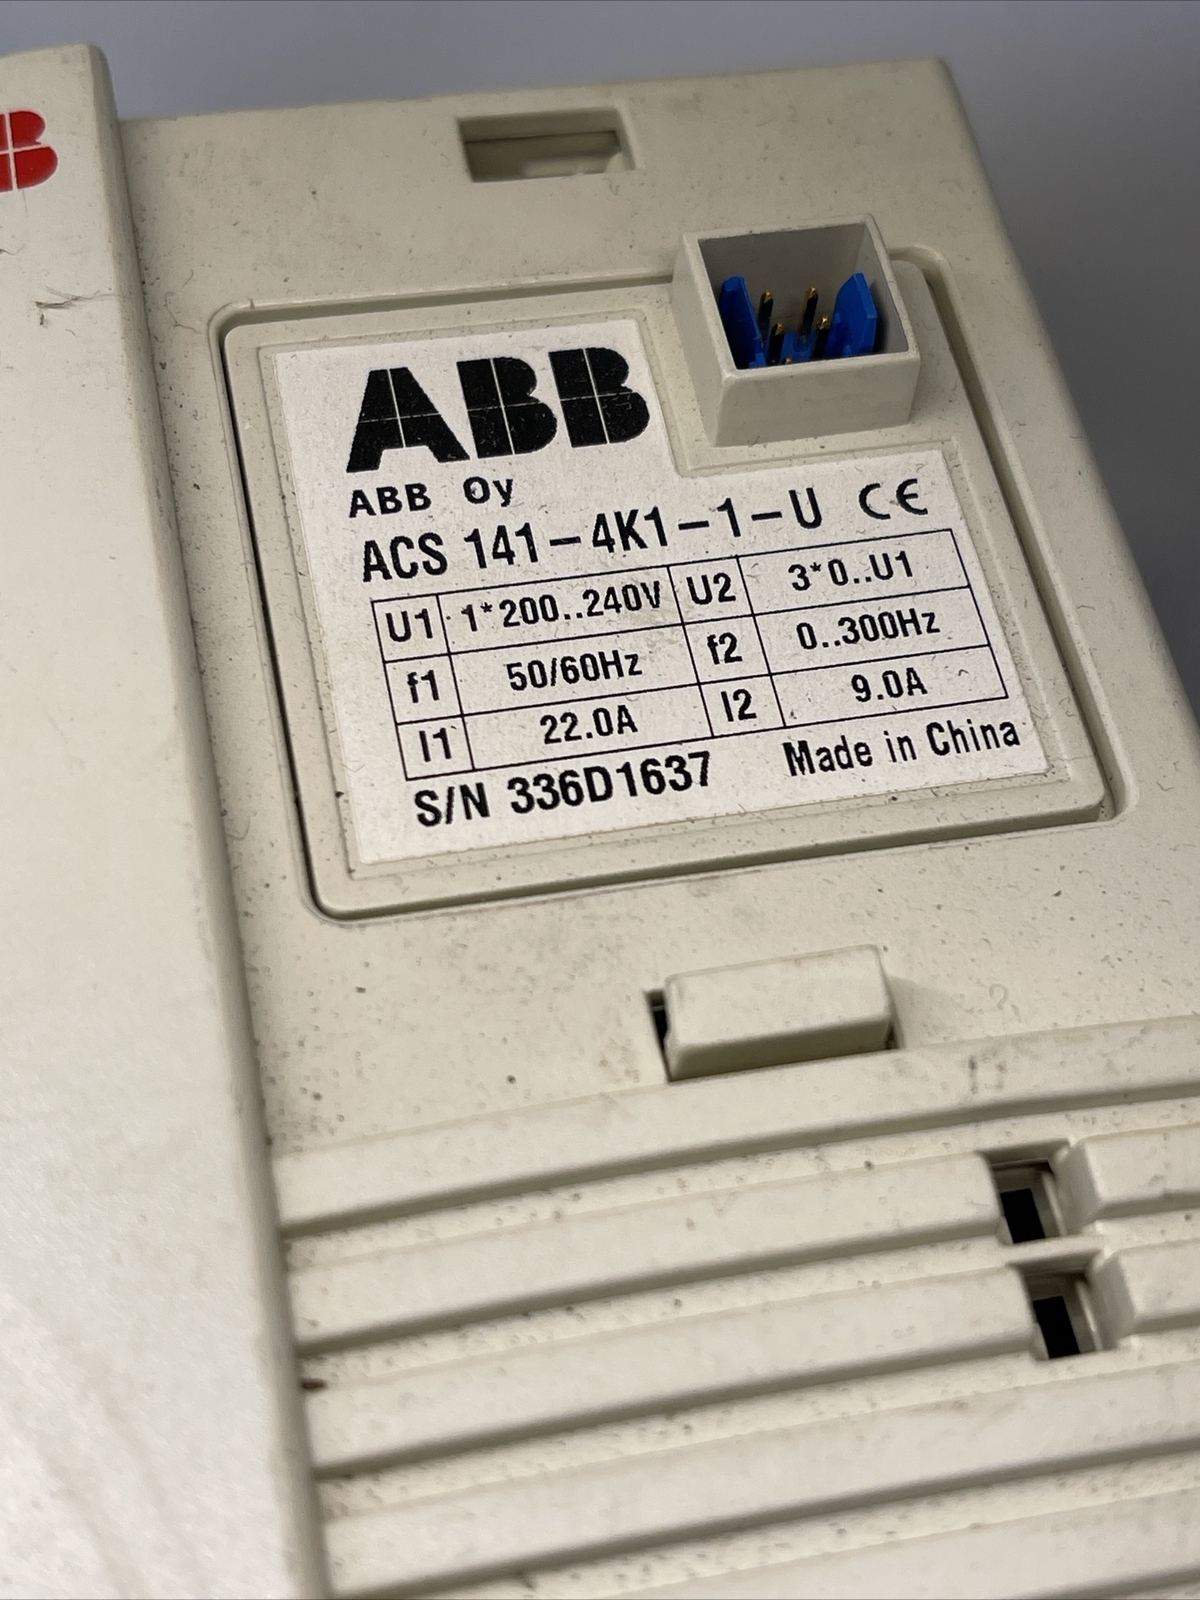 BB
ABB
ABB Oy
ACS 141-4K1-1-U CE
U1 1*200..240V U2 3*0..U1
f1 50/60Hz f2 0..300Hz
I1 22.0A I2 9.0A
S/N 336D1637 Made in China